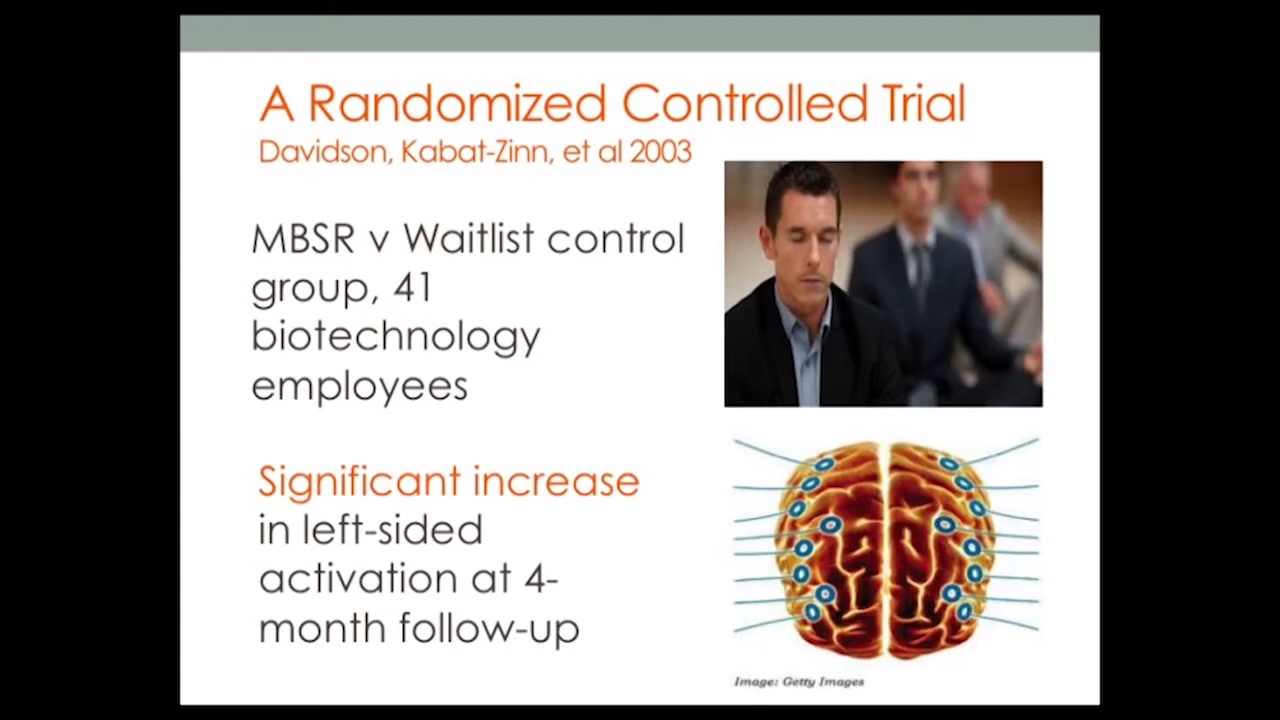 A Randomized Controlled Trial
Davidson, Kabat-Zinn, et al 2003
MBSR v Waitlist control
group, 41
biotechnology
employees
Significant increase
in left-sided
activation at 4-
month follow-up
Image: Getty Images